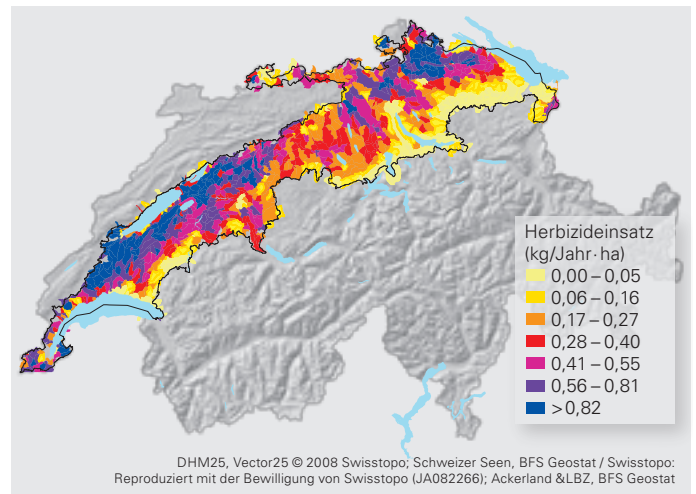 Herbizideinsatz
(kg/Jahr·ha)
0,00 – 0,05
0,06 – 0,16
0,17 – 0,27
0,28 – 0,40
0,41 – 0,55
0,56 – 0,81
>0,82
DHM25, Vector25 © 2008 Swisstopo; Schweizer Seen, BFS Geostat / Swisstopo:
Reproduziert mit der Bewilligung von Swisstopo (JA082266); Ackerland &LBZ, BFS Geostat